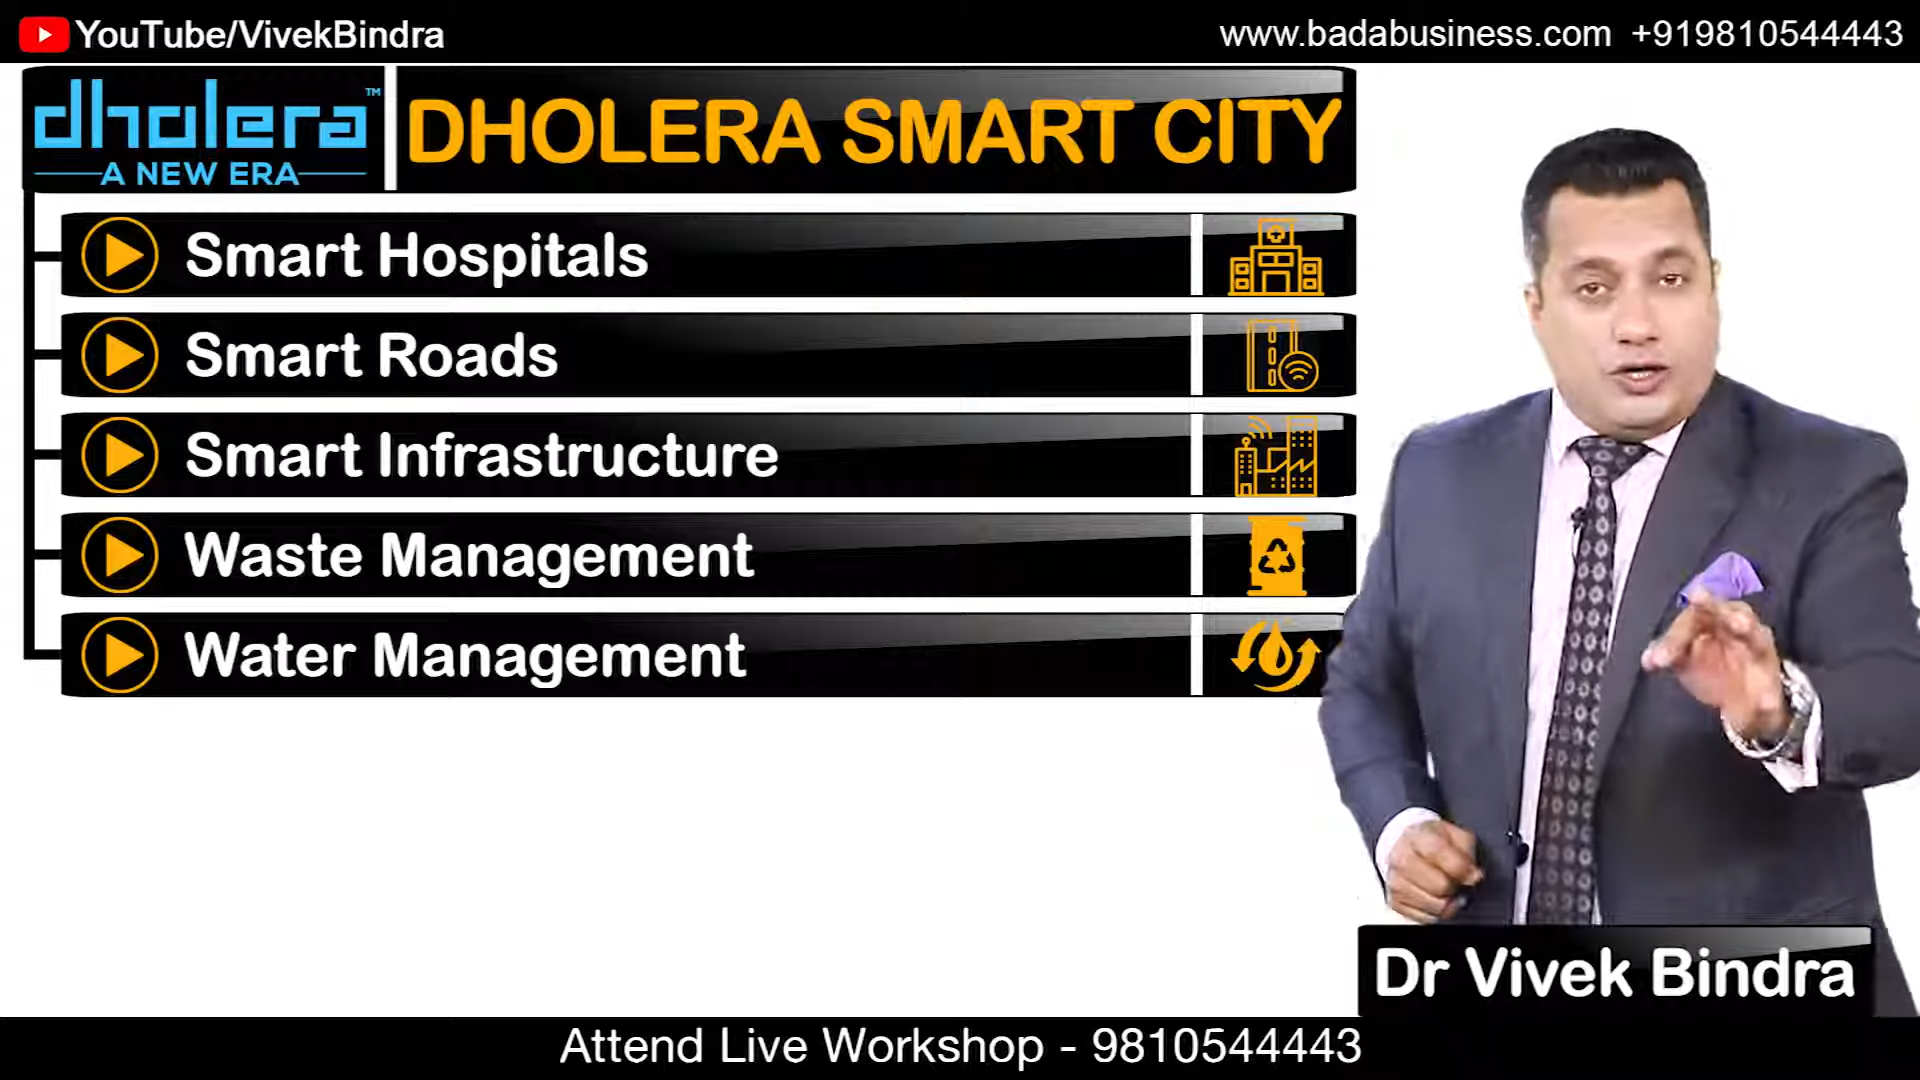 YouTube/VivekBindra
www.badabusiness.com +919810544443
dholera™
A NEW ERA
DHOLERA SMART CITY
Smart Hospitals
Smart Roads
Smart Infrastructure
Waste Management
Water Management
Dr Vivek Bindra
Attend Live Workshop - 9810544443